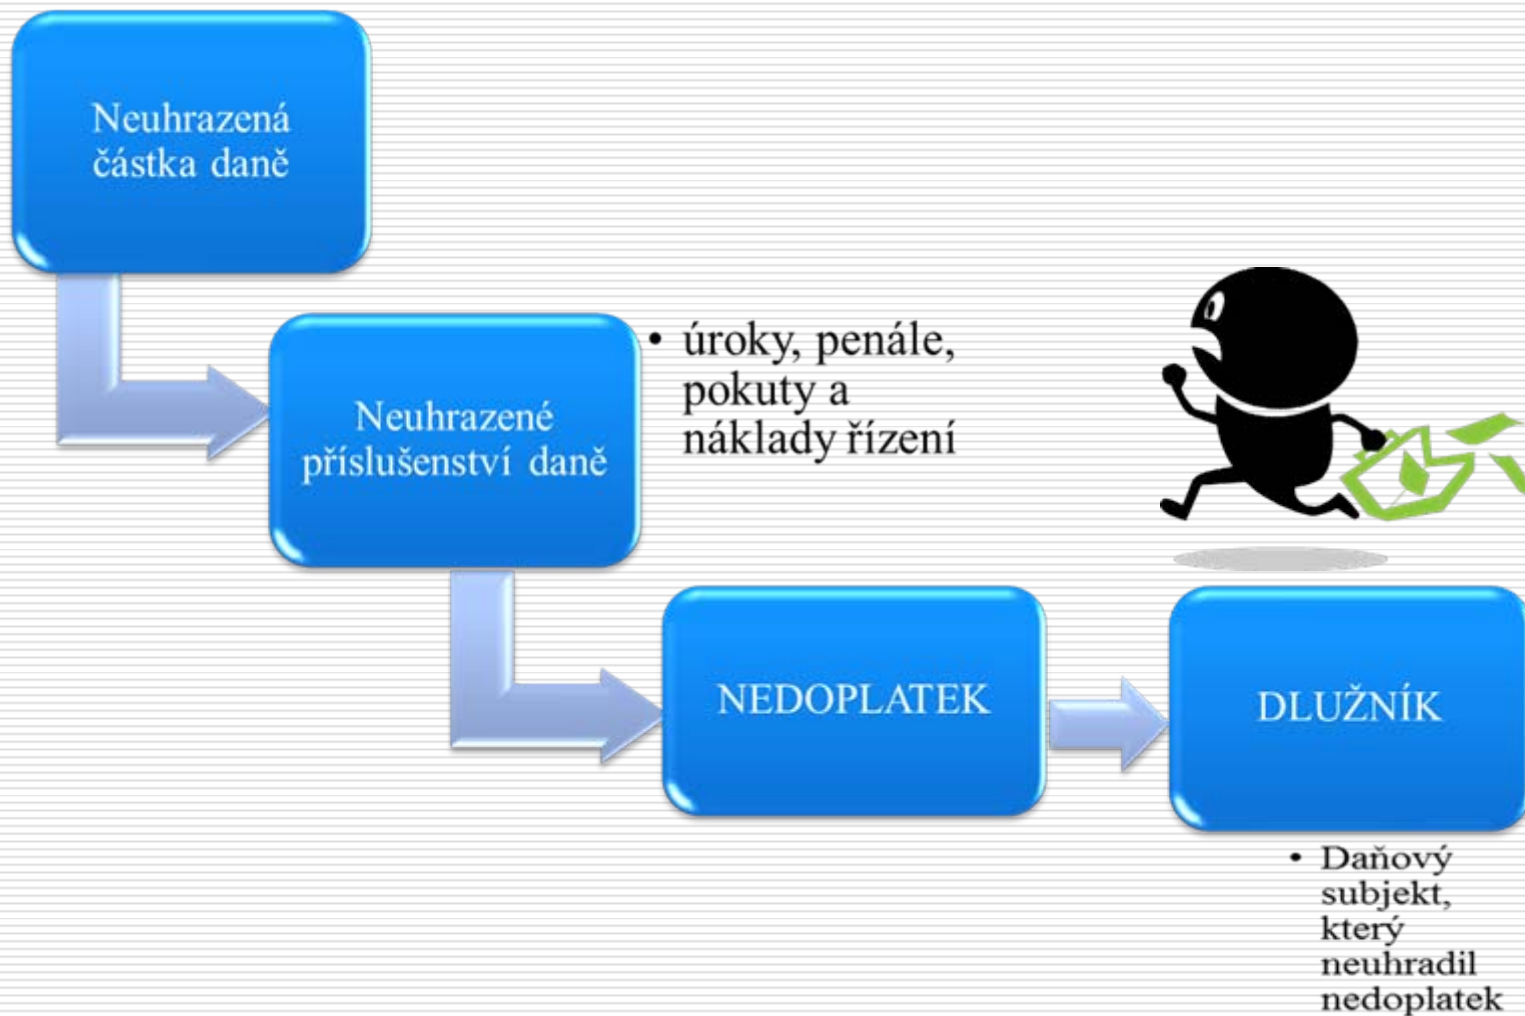 Neuhrazená
částka daně
Neuhrazené
příslušenství daně
• úroky, penále,
pokuty a
náklady řízení
NEDOPLATEK
DLUŽNÍK
• Daňový
subjekt,
který
neuhradil
nedoplatek